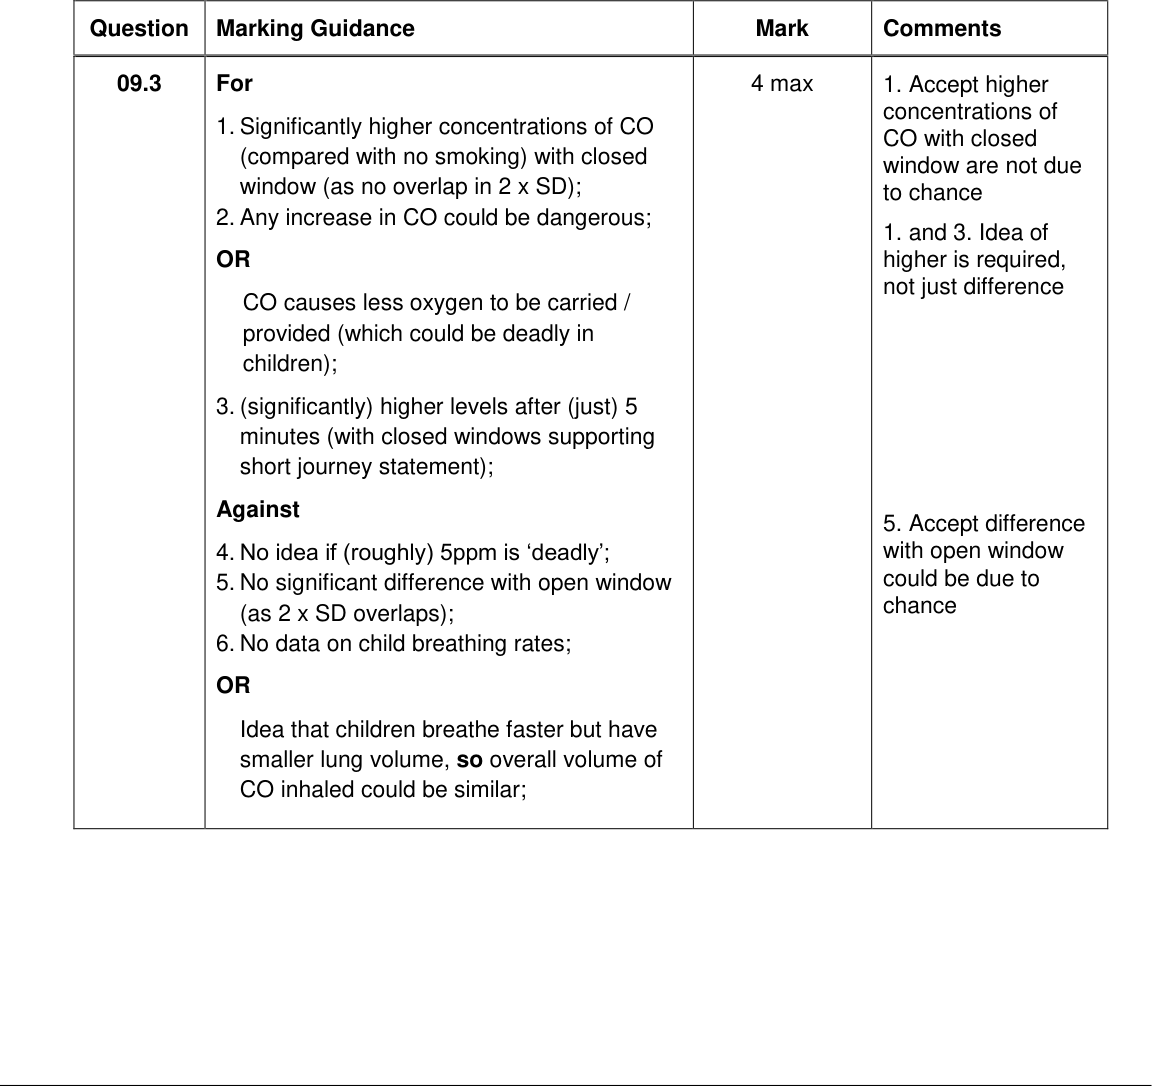 Question Marking Guidance Mark Comments
09.3 For 4 max
1. Significantly higher concentrations of CO
(compared with no smoking) with closed
window (as no overlap in 2 x SD);
2. Any increase in CO could be dangerous;
OR
CO causes less oxygen to be carried /
provided (which could be deadly in
children);
3. (significantly) higher levels after (just) 5
minutes (with closed windows supporting
short journey statement);
Against
4. No idea if (roughly) 5ppm is ‘deadly’;
5. No significant difference with open window
(as 2 x SD overlaps);
6. No data on child breathing rates;
OR
Idea that children breathe faster but have
smaller lung volume, so overall volume of
CO inhaled could be similar;
1. Accept higher
concentrations of
CO with closed
window are not due
to chance
1. and 3. Idea of
higher is required,
not just difference
5. Accept difference
with open window
could be due to
chance